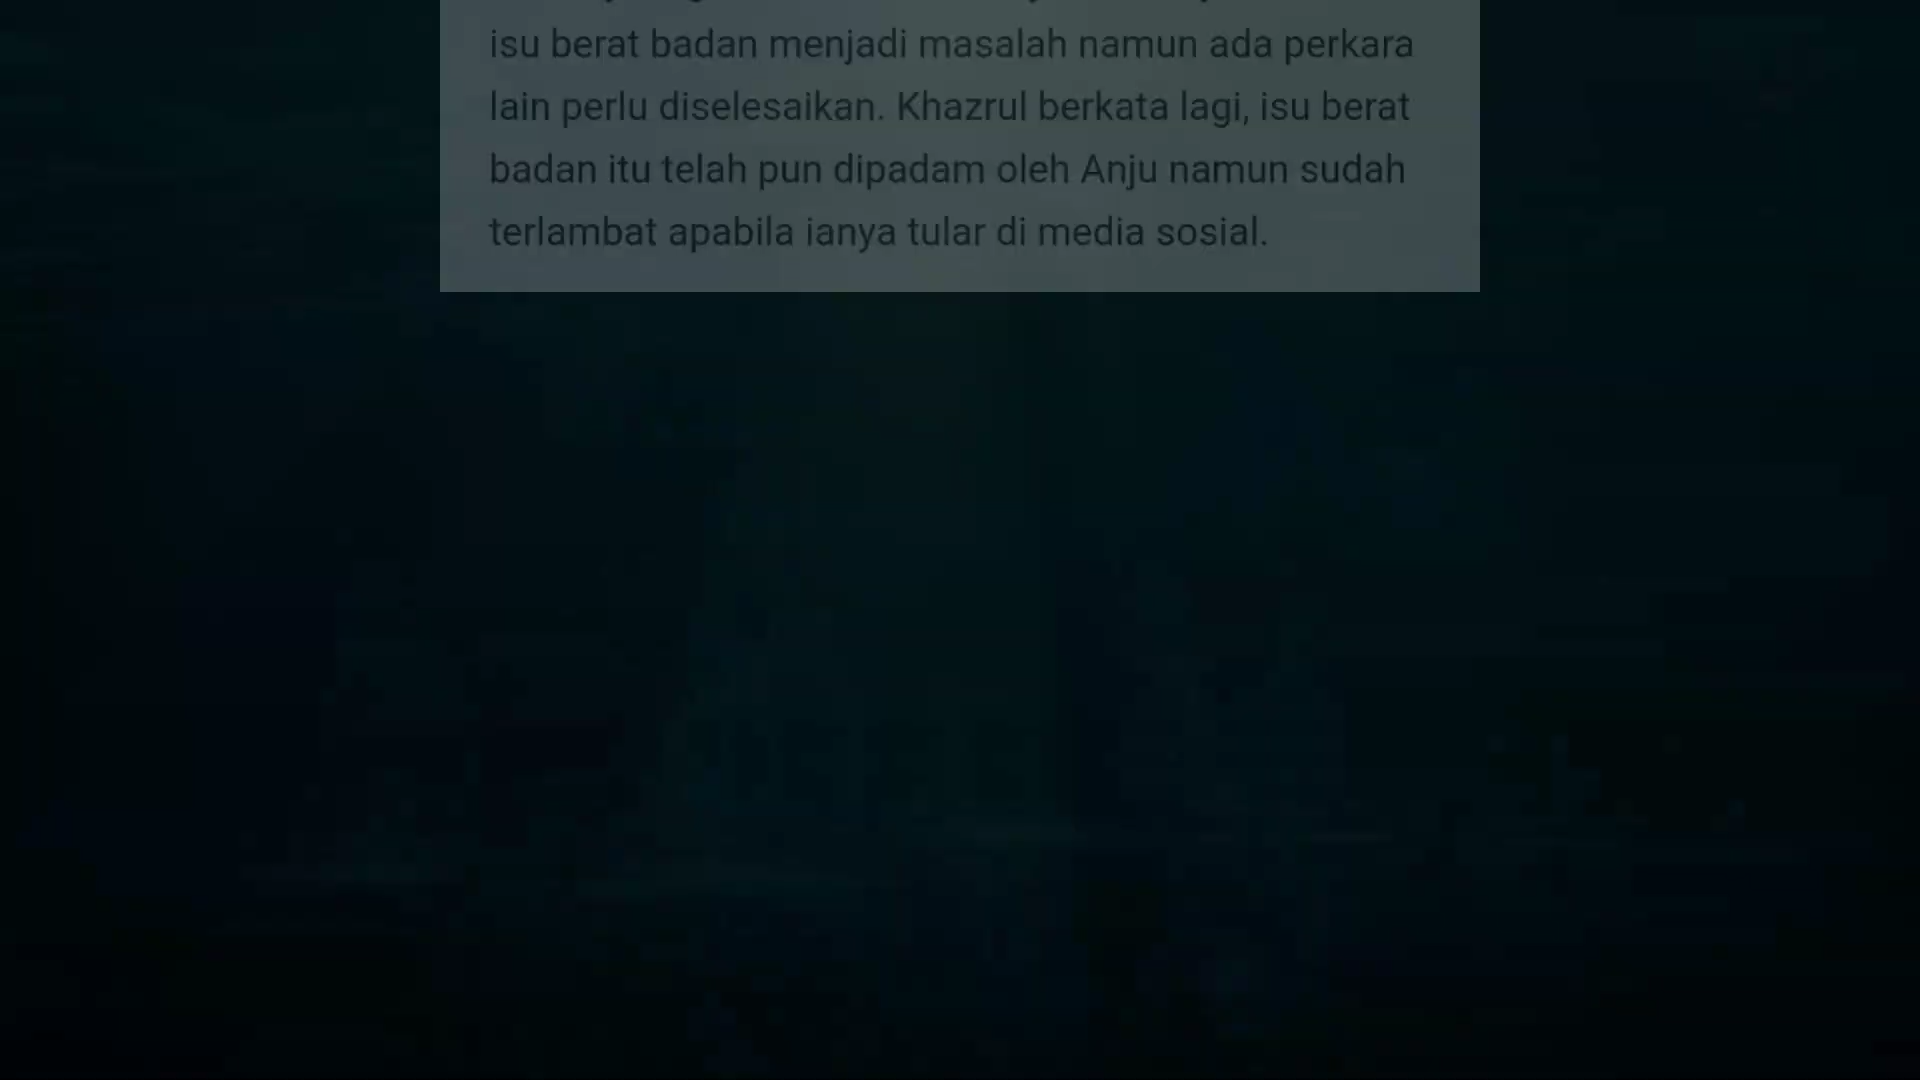 isu berat badan menjadi masalah namun ada perkara
lain perlu diselesaikan. Khazrul berkata lagi, isu berat
badan itu telah pun dipadam oleh Anju namun sudah
terlambat apabila ianya tular di media sosial.